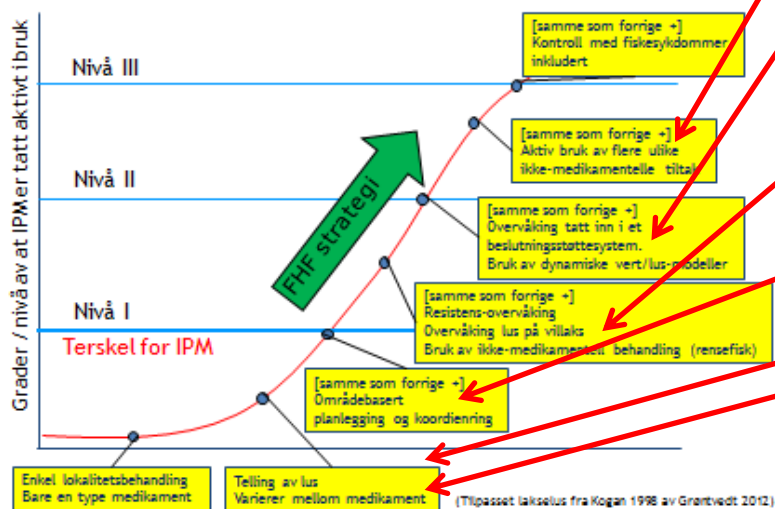 Grader / nivå av at IPM er tatt aktivt i bruk
Nivå III
[samme som forrige +]
Kontroll med fiskesykdommer
inkludert
[samme som forrige +]
Aktiv bruk av flere ulike
ikke-medikamentelle tiltak
Nivå II
[samme som forrige +]
Overvåking tatt inn i et
beslutningsstøttesystem.
Bruk av dynamiske vert/lus-modeller
FHF strategi
[samme som forrige +]
Resistens-overvåking
Overvåking lus på villaks
Bruk av ikke-medikamentell behandling (rensefisk)
Nivå I
Terskel for IPM
[samme som forrige +]
Områdebasert
planlegging og koordienring
Enkel lokalitetsbehandling
Bare en type medikament
Telling av lus
Varierer mellom medikament
(Tilpasset lakselus fra Kogan 1998 av Grøntvedt 2012)